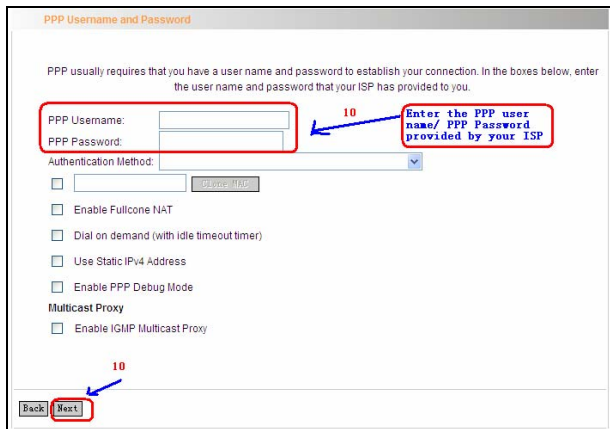 PPP Username and Password
PPP usually requires that you have a user name and password to establish your connection. In the boxes below, enter
the user name and password that your ISP has provided to you.
PPP Username:
10
Enter the PPP user
name/ PPP Password
provided by your ISP
PPP Password:
Authentication Method:
Clone MAC
Enable Fullcone NAT
Dial on demand (with idle timeout timer)
Use Static IPv4 Address
Enable PPP Debug Mode
Multicast Proxy
Enable IGMP Multicast Proxy
10
Back Next